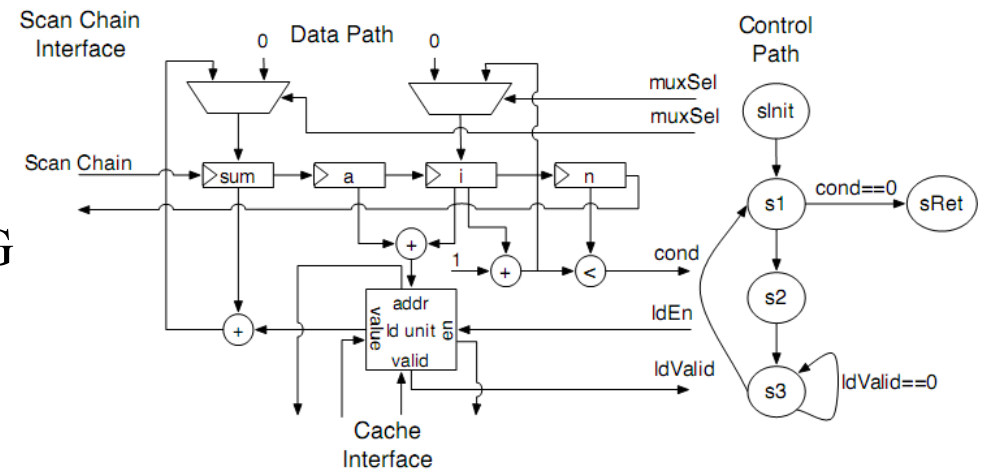 Scan Chain
Interface
Data Path
Control
Path
0
0
muxSel
muxSel
sInit
Scan Chain
sum
a
i
n
s1
cond==0
sRet
G
+
1
+
<
cond
s2
addr
value
ld unit
en
valid
+
ldEn
ldValid
s3
ldValid==0
Cache
Interface